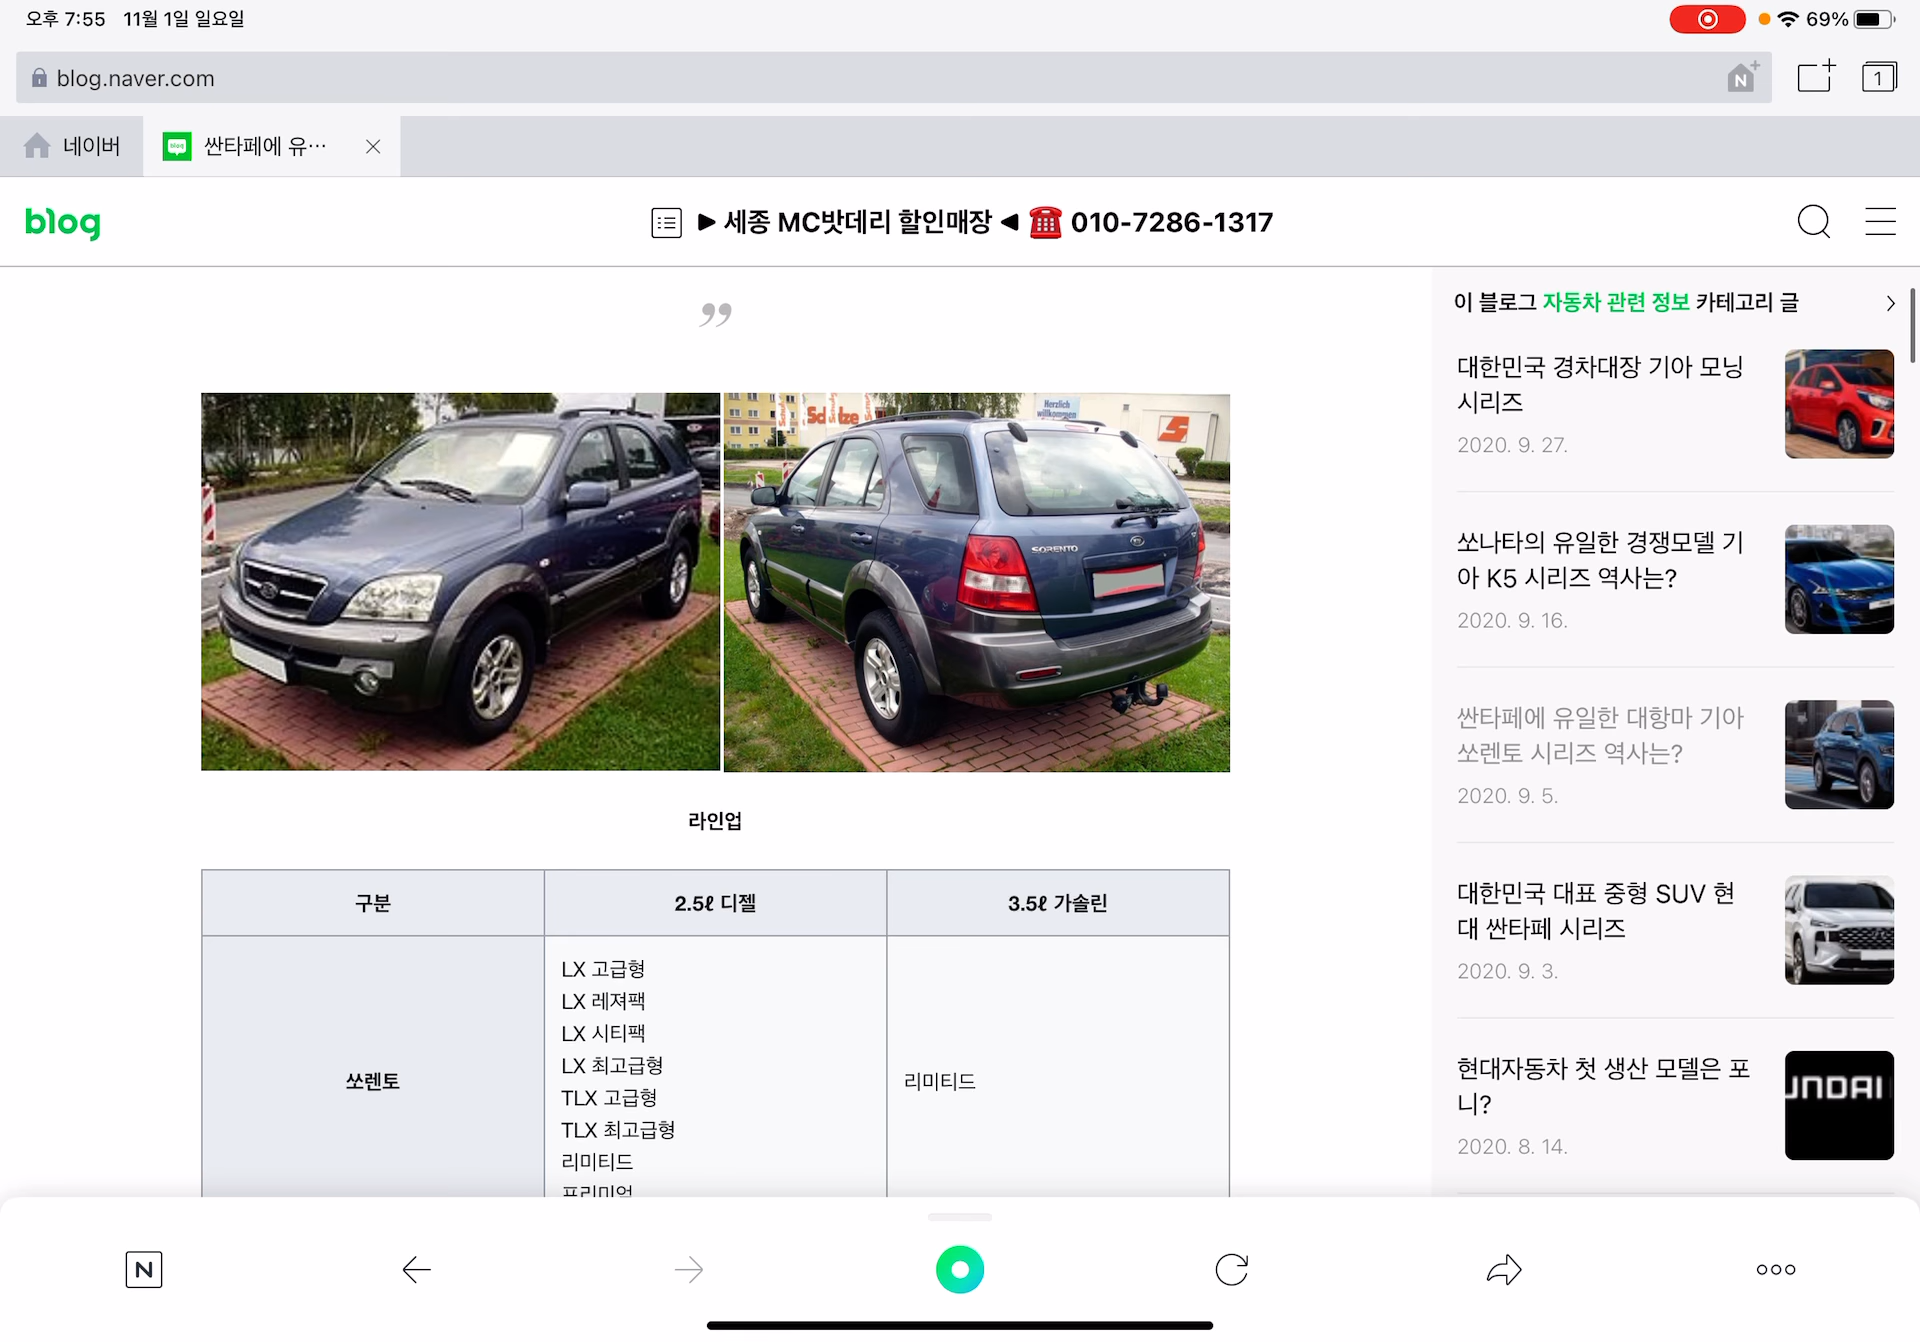 오후 7:55 11월 1일 일요일
69%
blog.naver.com
N
1
네이버
blog
싼타페에 유…
blog
▶ 세종 MC밧데리 할인매장 ◀ ☎ 010-7286-1317
”
Herzlich
willkommen
SORENTO
라인업
구분 2.5ℓ 디젤 3.5ℓ 가솔린
쏘렌토
LX 고급형
LX 레져팩
LX 시티팩
LX 최고급형
TLX 고급형
TLX 최고급형
리미티드
프리미엄
리미티드
이 블로그 자동차 관련 정보 카테고리 글
대한민국 경차대장 기아 모닝
시리즈
2020. 9. 27.
쏘나타의 유일한 경쟁모델 기
아 K5 시리즈 역사는?
2020. 9. 16.
싼타페에 유일한 대항마 기아
쏘렌토 시리즈 역사는?
2020. 9. 5.
대한민국 대표 중형 SUV 현
대 싼타페 시리즈
2020. 9. 3.
현대자동차 첫 생산 모델은 포
니?
2020. 8. 14.
UNDAI
N